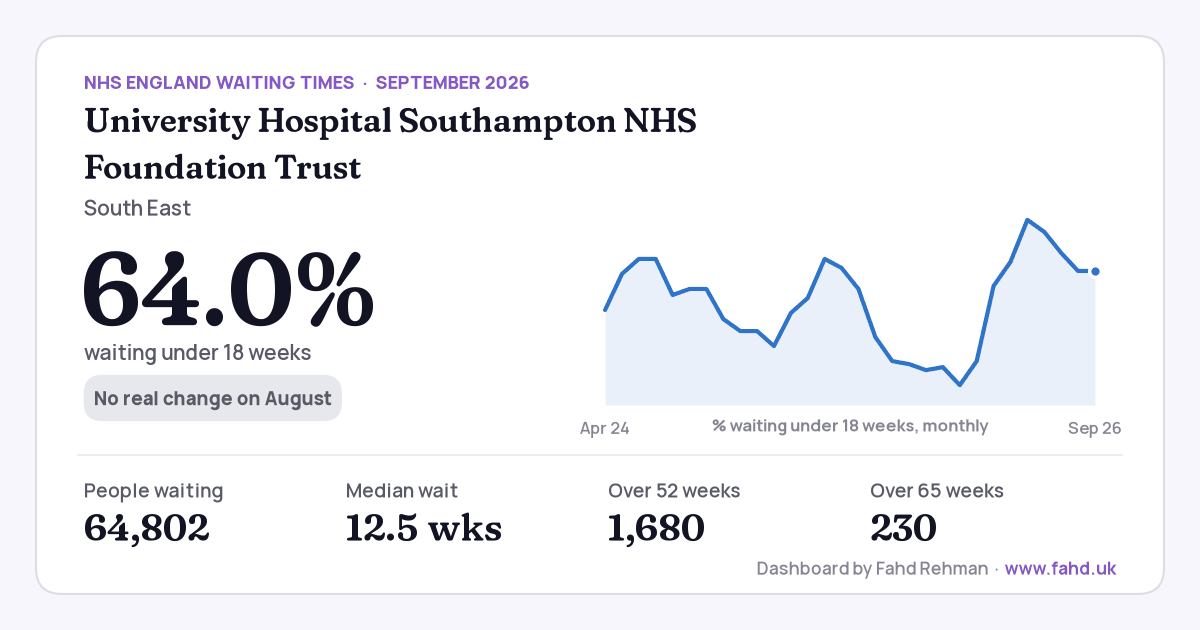 NHS ENGLAND WAITING TIMES · SEPTEMBER 2026
University Hospital Southampton NHS
Foundation Trust
South East
64.0%
waiting under 18 weeks
No real change on August
Apr 24
% waiting under 18 weeks, monthly
Sep 26
People waiting
64,802
Median wait
12.5 wks
Over 52 weeks
1,680
Over 65 weeks
230
Dashboard by Fahd Rehman · www.fahd.uk